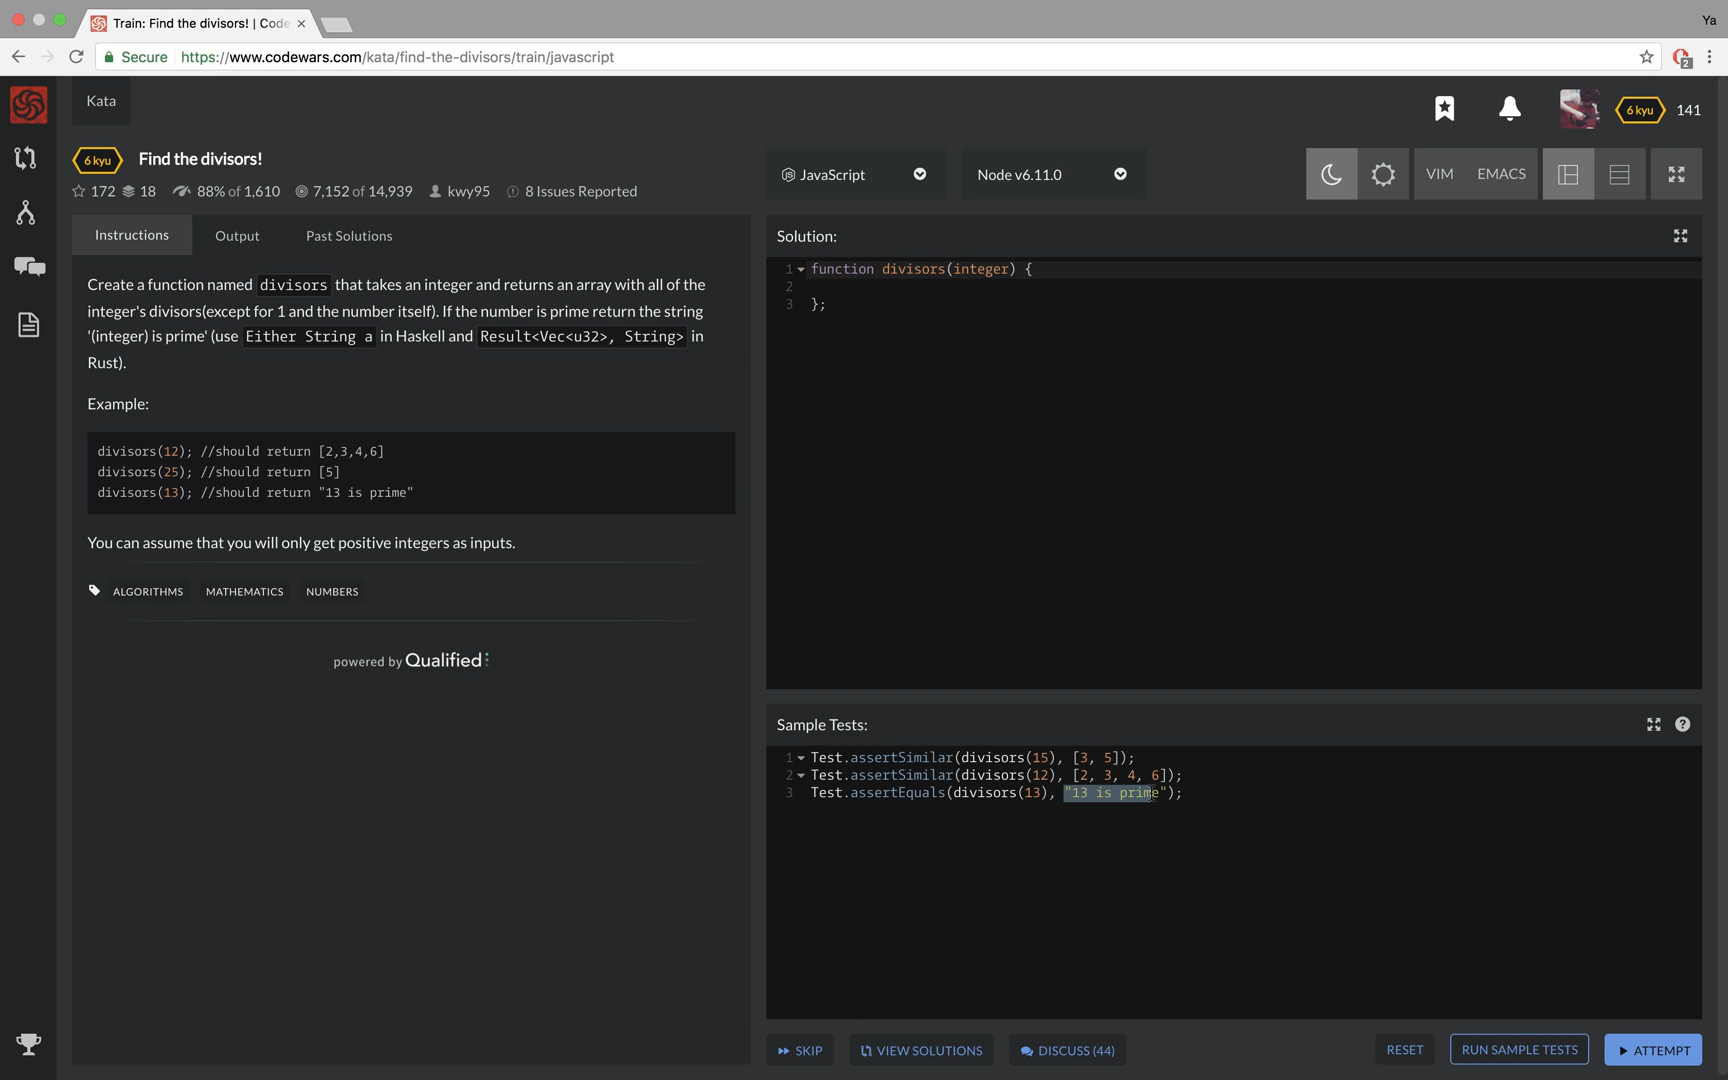 Train: Find the divisors! | Code
Ya
Secure https://www.codewars.com/kata/find-the-divisors/train/javascript
2
Kata
6 kyu 141
6 kyu Find the divisors!
172 18 88% of 1,610 7,152 of 14,939 kwy95 8 Issues Reported
JavaScript Node v6.11.0 VIM EMACS
Instructions Output Past Solutions
Create a function named divisors that takes an integer and returns an array with all of the
integer's divisors(except for 1 and the number itself). If the number is prime return the string
'(integer) is prime' (use Either String a in Haskell and Result<Vec<u32>, String> in
Rust).
Example:
divisors(12); //should return [2,3,4,6]
divisors(25); //should return [5]
divisors(13); //should return "13 is prime"
You can assume that you will only get positive integers as inputs.
ALGORITHMS MATHEMATICS NUMBERS
powered by Qualified
Solution:
1 function divisors(integer) {
2
3 };
Sample Tests:
?
1 Test.assertSimilar(divisors(15), [3, 5]);
2 Test.assertSimilar(divisors(12), [2, 3, 4, 6]);
3 Test.assertEquals(divisors(13), "13 is prime");
SKIP VIEW SOLUTIONS DISCUSS (44) RESET RUN SAMPLE TESTS ATTEMPT